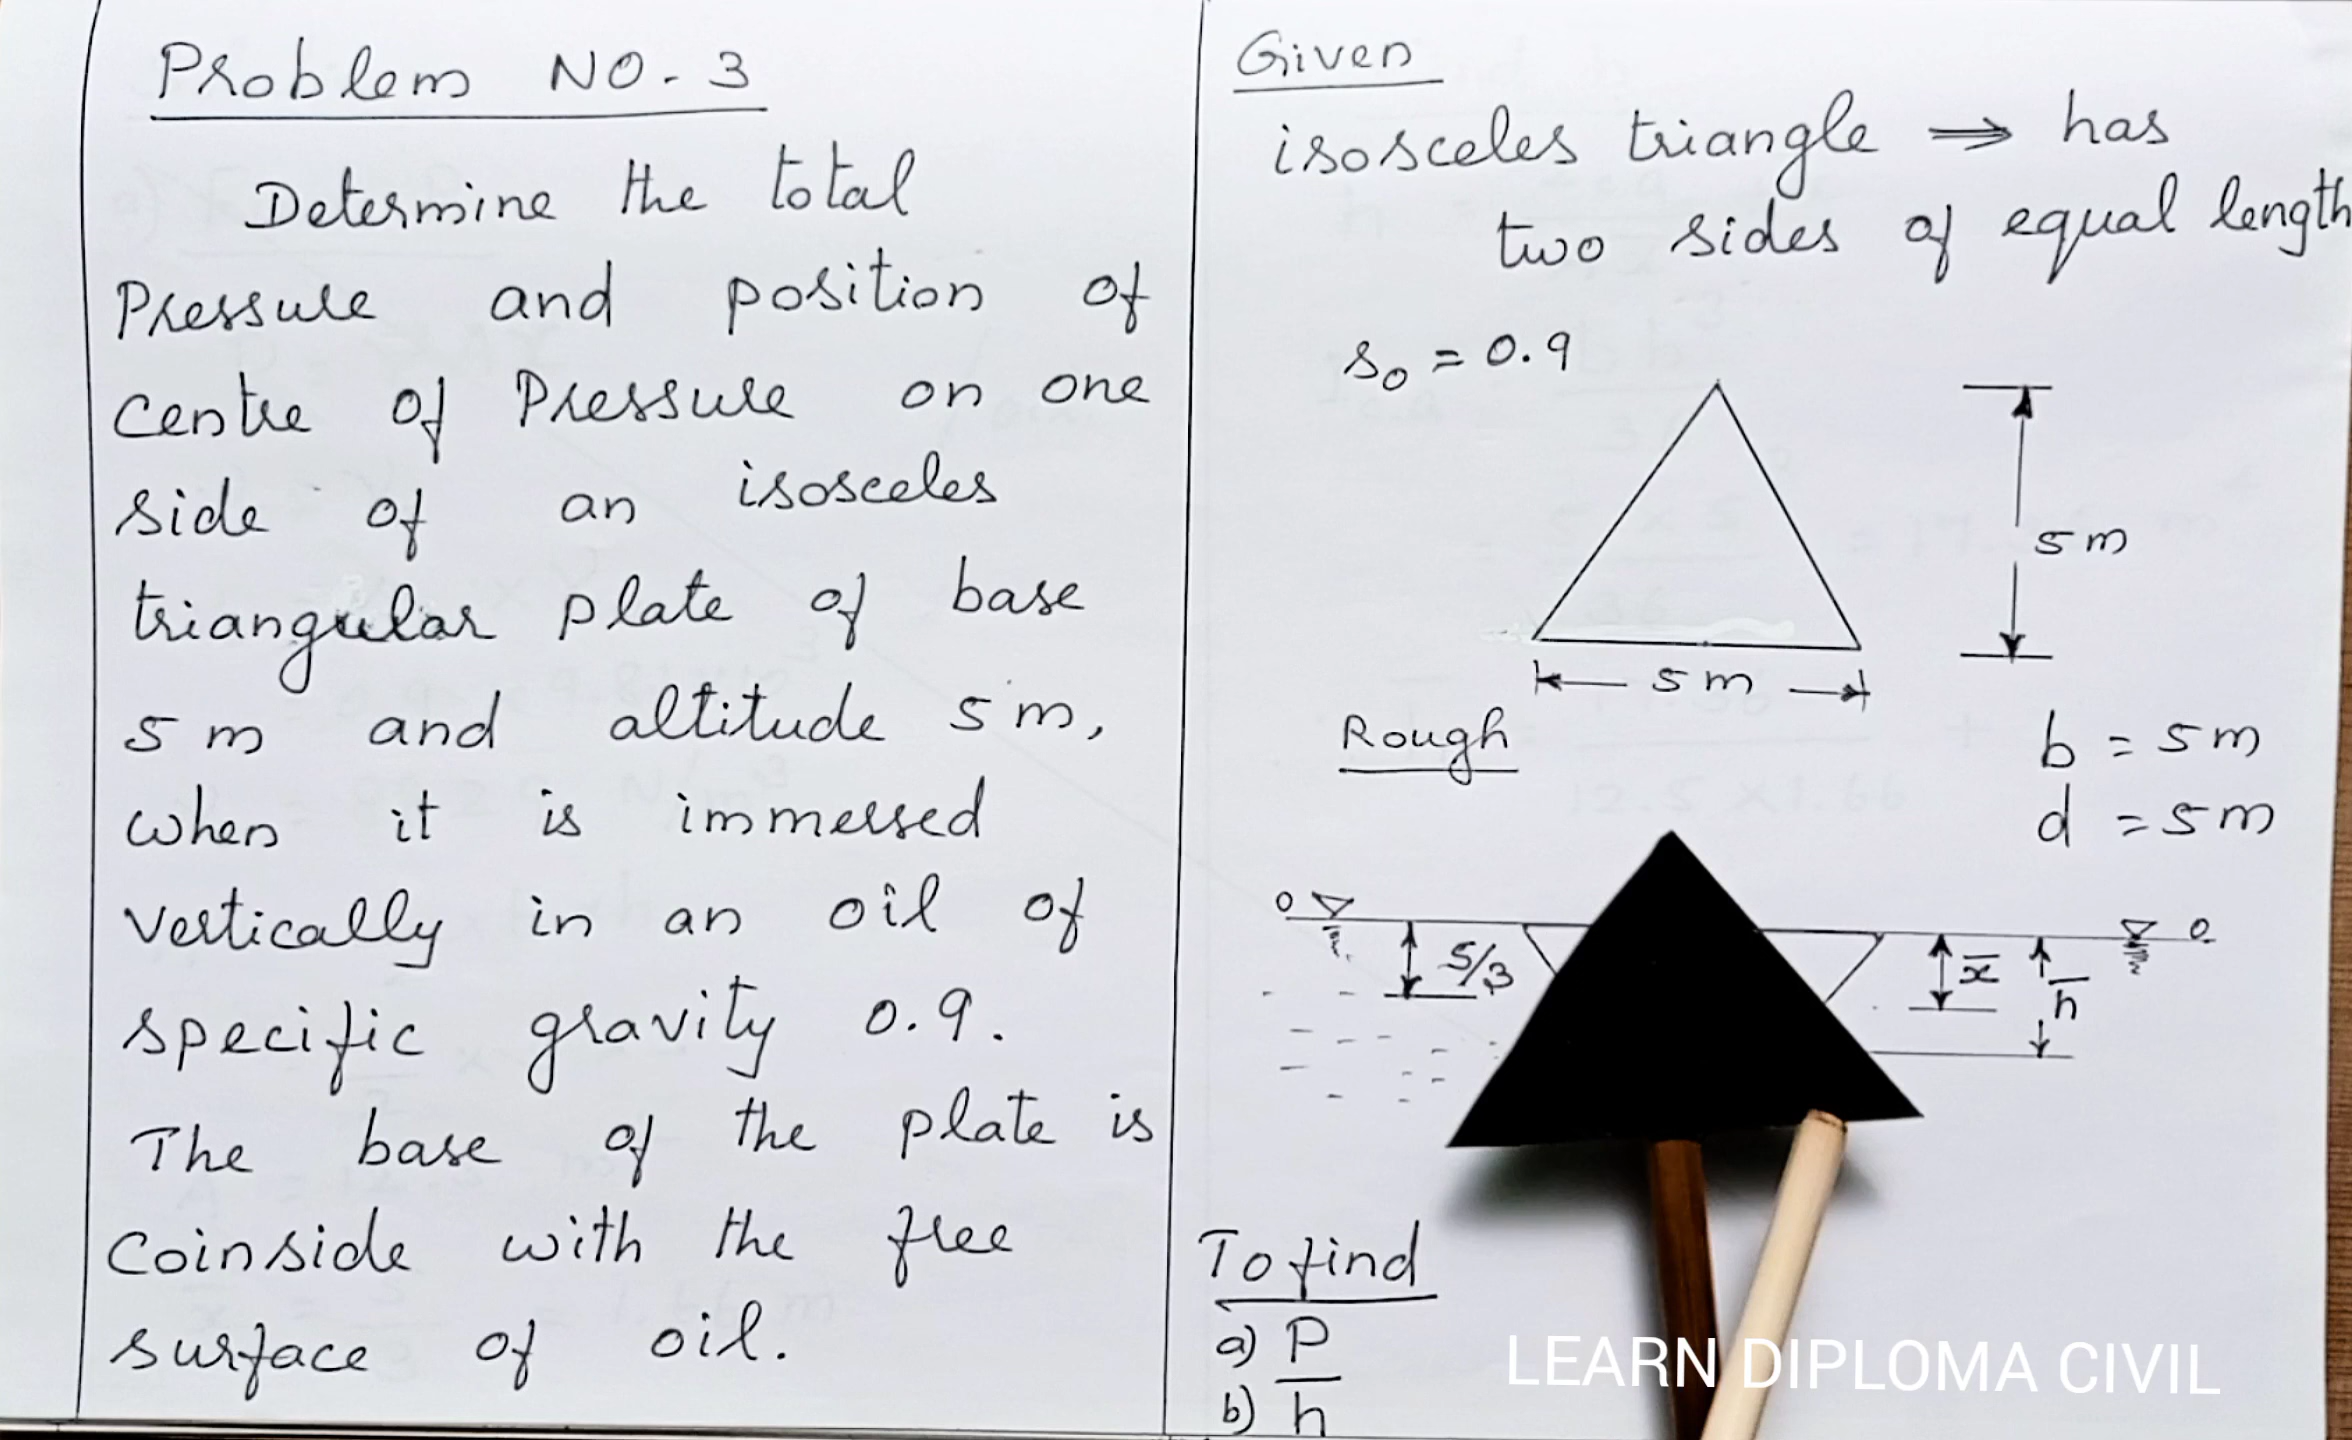 Problem NO. 3
Determine the total
Pressure and position of
centre of Pressure on one
side of an isosceles
triangular plate of base
5 m and altitude 5 m,
when it is immersed
vertically in an oil of
specific gravity 0.9.
The base of the plate is
coinside with the free
surface of oil.
Given
isosceles triangle ⇒ has
two sides of equal length
s₀ = 0.9
5 m
5 m
Rough
b = 5 m
d = 5 m
0 0
5/3 x̄ h̄
To find
a) P
b) h̄
LEARN DIPLOMA CIVIL